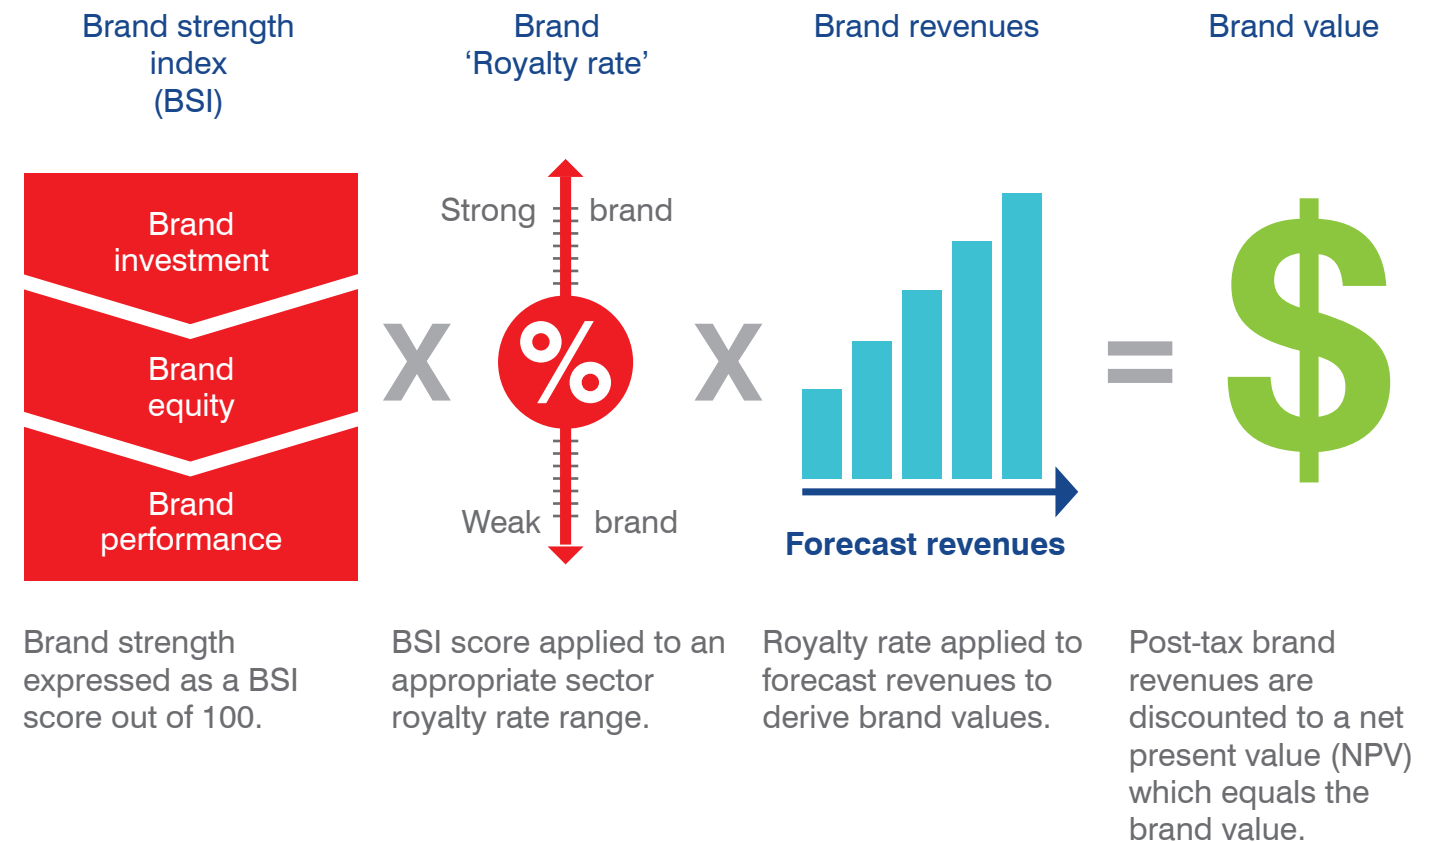 Brand strength
index
(BSI)
Brand
‘Royalty rate’
Brand revenues
Brand value
Brand
investment
Brand
equity
Brand
performance
X
Strong brand
%
Weak brand
X
Forecast revenues
=
$
Brand strength
expressed as a BSI
score out of 100.
BSI score applied to an
appropriate sector
royalty rate range.
Royalty rate applied to
forecast revenues to
derive brand values.
Post-tax brand
revenues are
discounted to a net
present value (NPV)
which equals the
brand value.